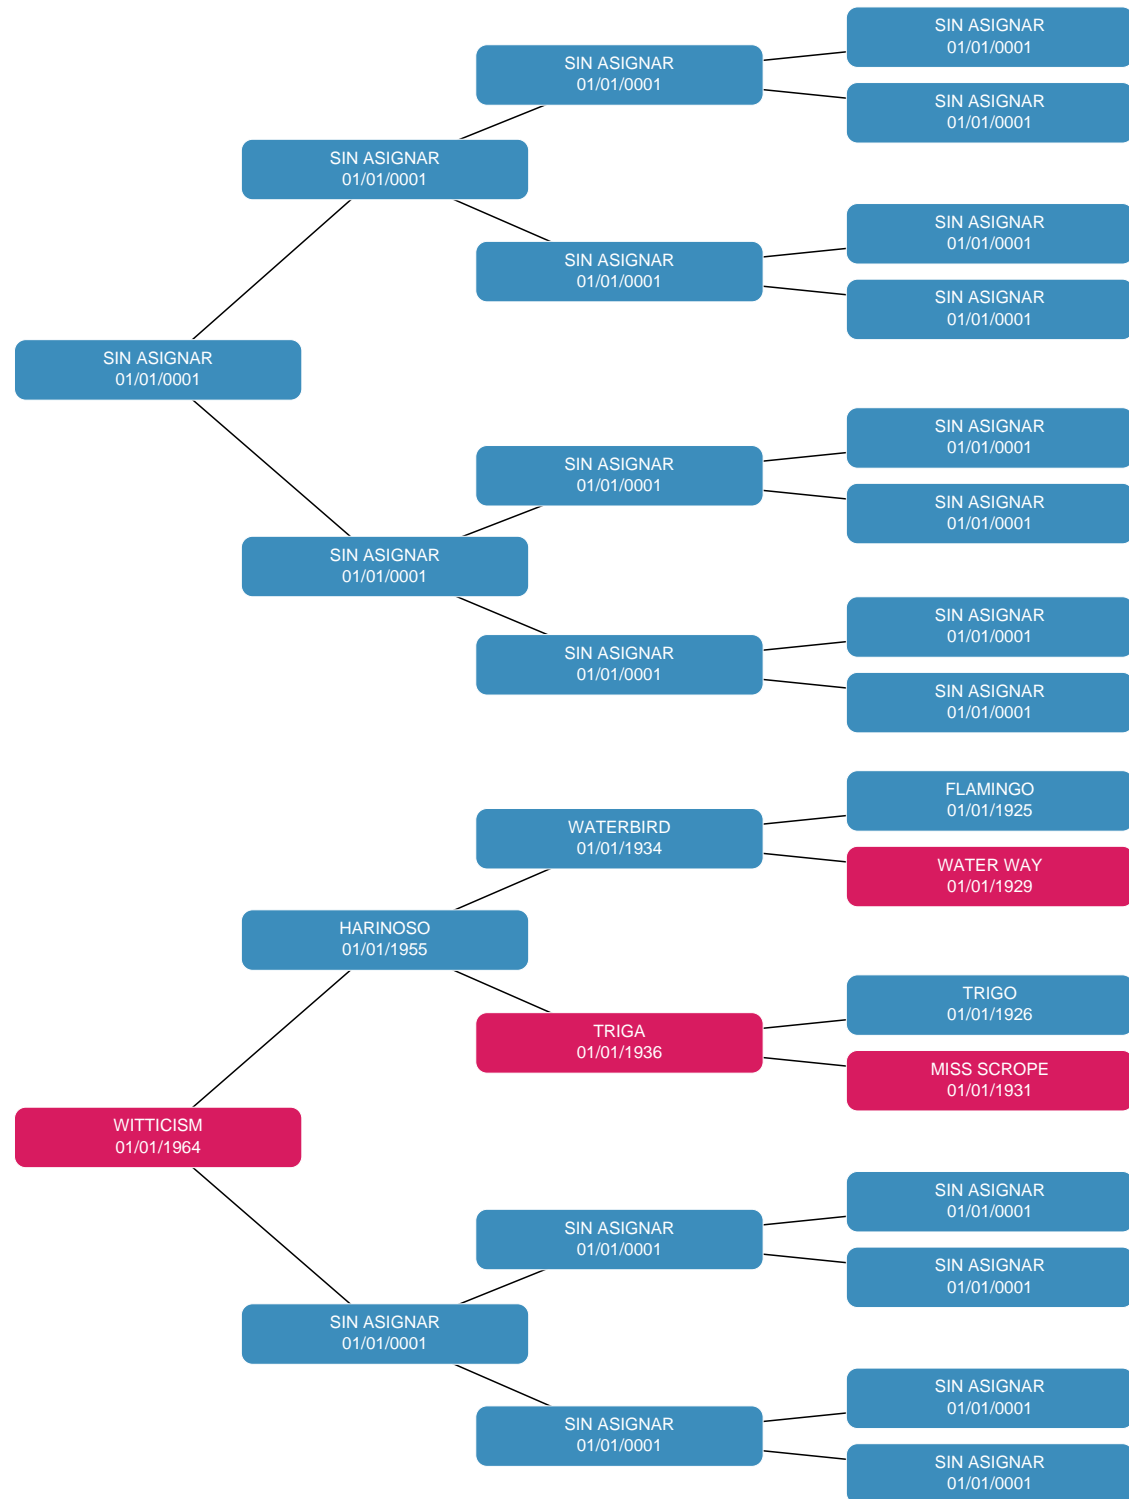 SIN ASIGNAR
01/01/0001
SIN ASIGNAR
01/01/0001
SIN ASIGNAR
01/01/0001
SIN ASIGNAR
01/01/0001
SIN ASIGNAR
01/01/0001
SIN ASIGNAR
01/01/0001
SIN ASIGNAR
01/01/0001
SIN ASIGNAR
01/01/0001
SIN ASIGNAR
01/01/0001
SIN ASIGNAR
01/01/0001
SIN ASIGNAR
01/01/0001
SIN ASIGNAR
01/01/0001
SIN ASIGNAR
01/01/0001
SIN ASIGNAR
01/01/0001
SIN ASIGNAR
01/01/0001
FLAMINGO
01/01/1925
WATERBIRD
01/01/1934
WATER WAY
01/01/1929
HARINOSO
01/01/1955
TRIGO
01/01/1926
TRIGA
01/01/1936
MISS SCROPE
01/01/1931
WITTICISM
01/01/1964
SIN ASIGNAR
01/01/0001
SIN ASIGNAR
01/01/0001
SIN ASIGNAR
01/01/0001
SIN ASIGNAR
01/01/0001
SIN ASIGNAR
01/01/0001
SIN ASIGNAR
01/01/0001
SIN ASIGNAR
01/01/0001